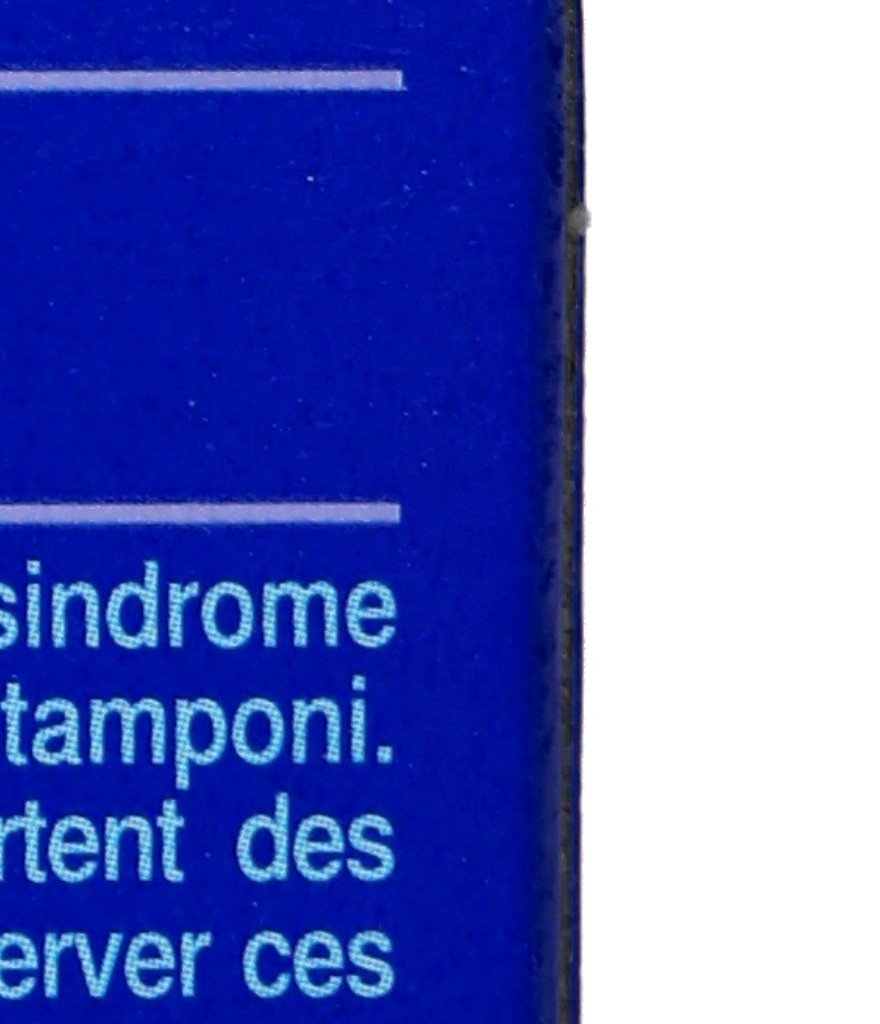 sindrome
tamponi.
rtent des
erver ces